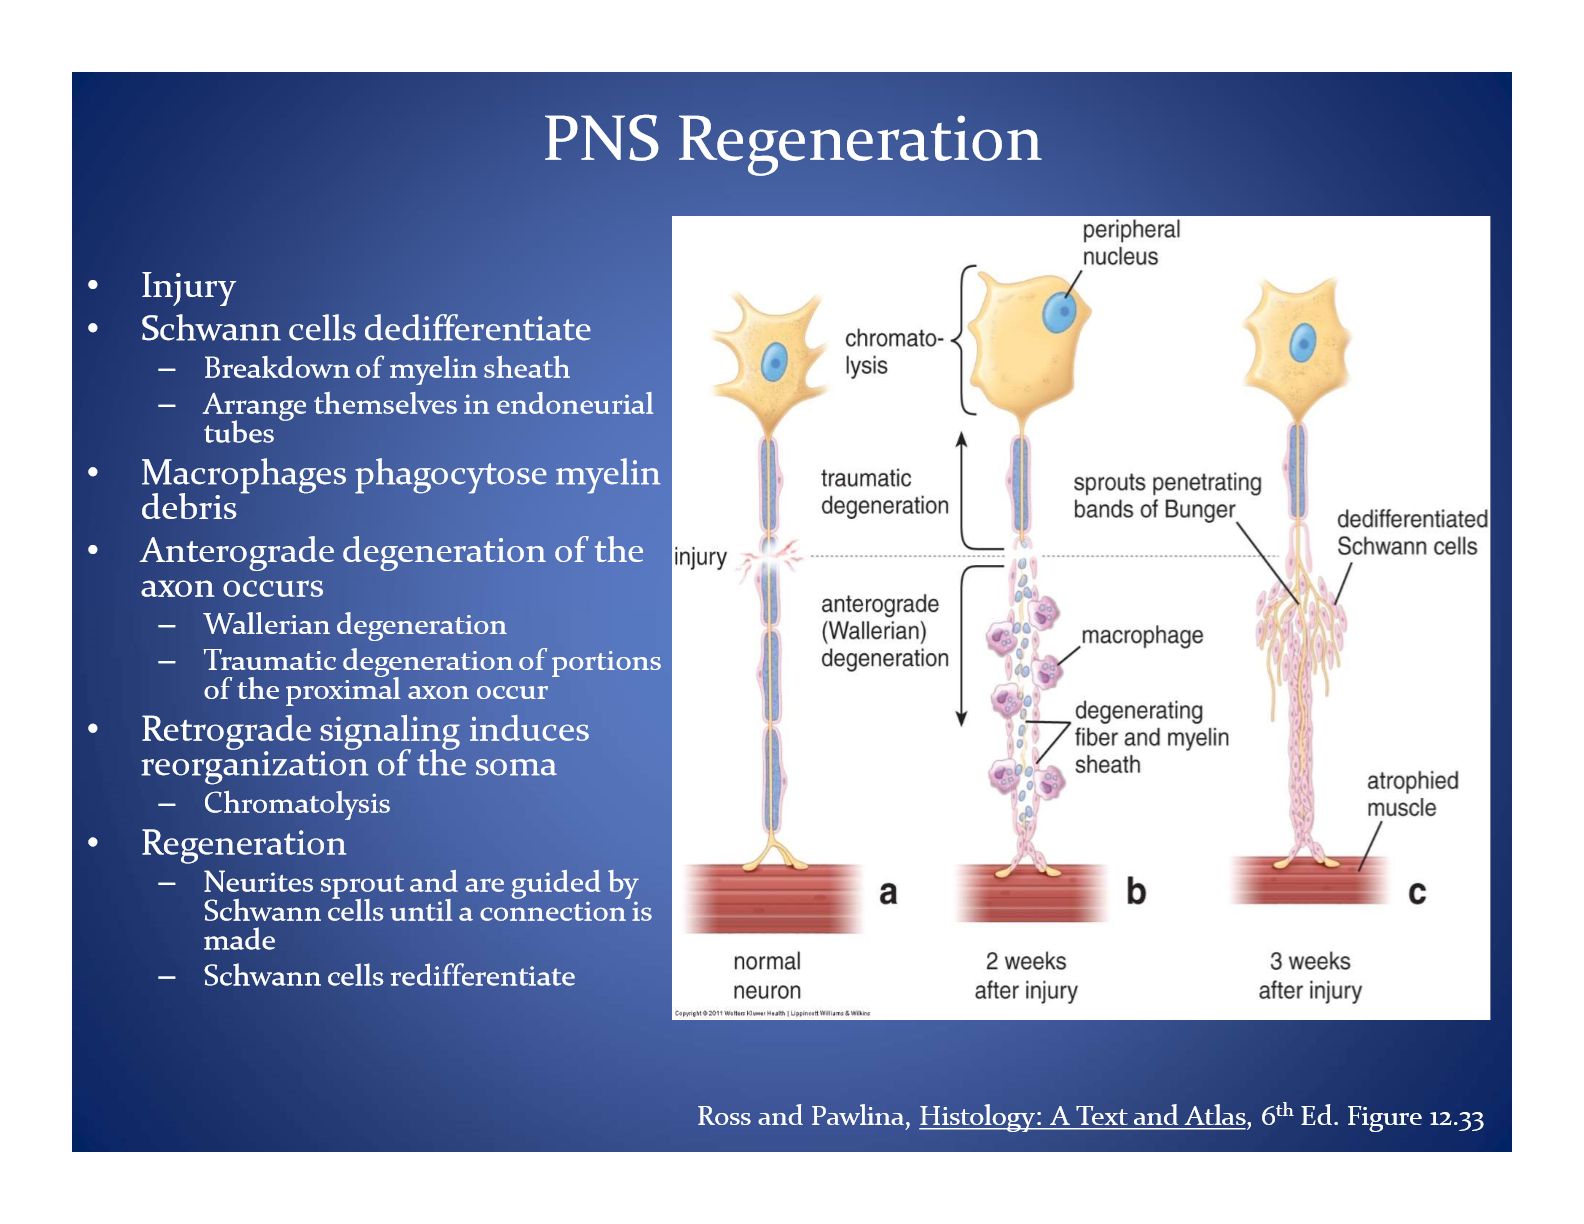 PNS Regeneration
• Injury
• Schwann cells dedifferentiate
– Breakdown of myelin sheath
– Arrange themselves in endoneurial
tubes
• Macrophages phagocytose myelin
debris
• Anterograde degeneration of the
axon occurs
– Wallerian degeneration
– Traumatic degeneration of portions
of the proximal axon occur
• Retrograde signaling induces
reorganization of the soma
– Chromatolysis
• Regeneration
– Neurites sprout and are guided by
Schwann cells until a connection is
made
– Schwann cells redifferentiate
peripheral
nucleus
chromato-
lysis
traumatic
degeneration
sprouts penetrating
bands of Bunger
dedifferentiated
Schwann cells
injury
anterograde
(Wallerian)
degeneration
macrophage
degenerating
fiber and myelin
sheath
atrophied
muscle
a
b
c
normal
neuron
2 weeks
after injury
3 weeks
after injury
Copyright © 2011 Wolters Kluwer Health | Lippincott Williams & Wilkins
Ross and Pawlina, Histology: A Text and Atlas, 6th Ed. Figure 12.33